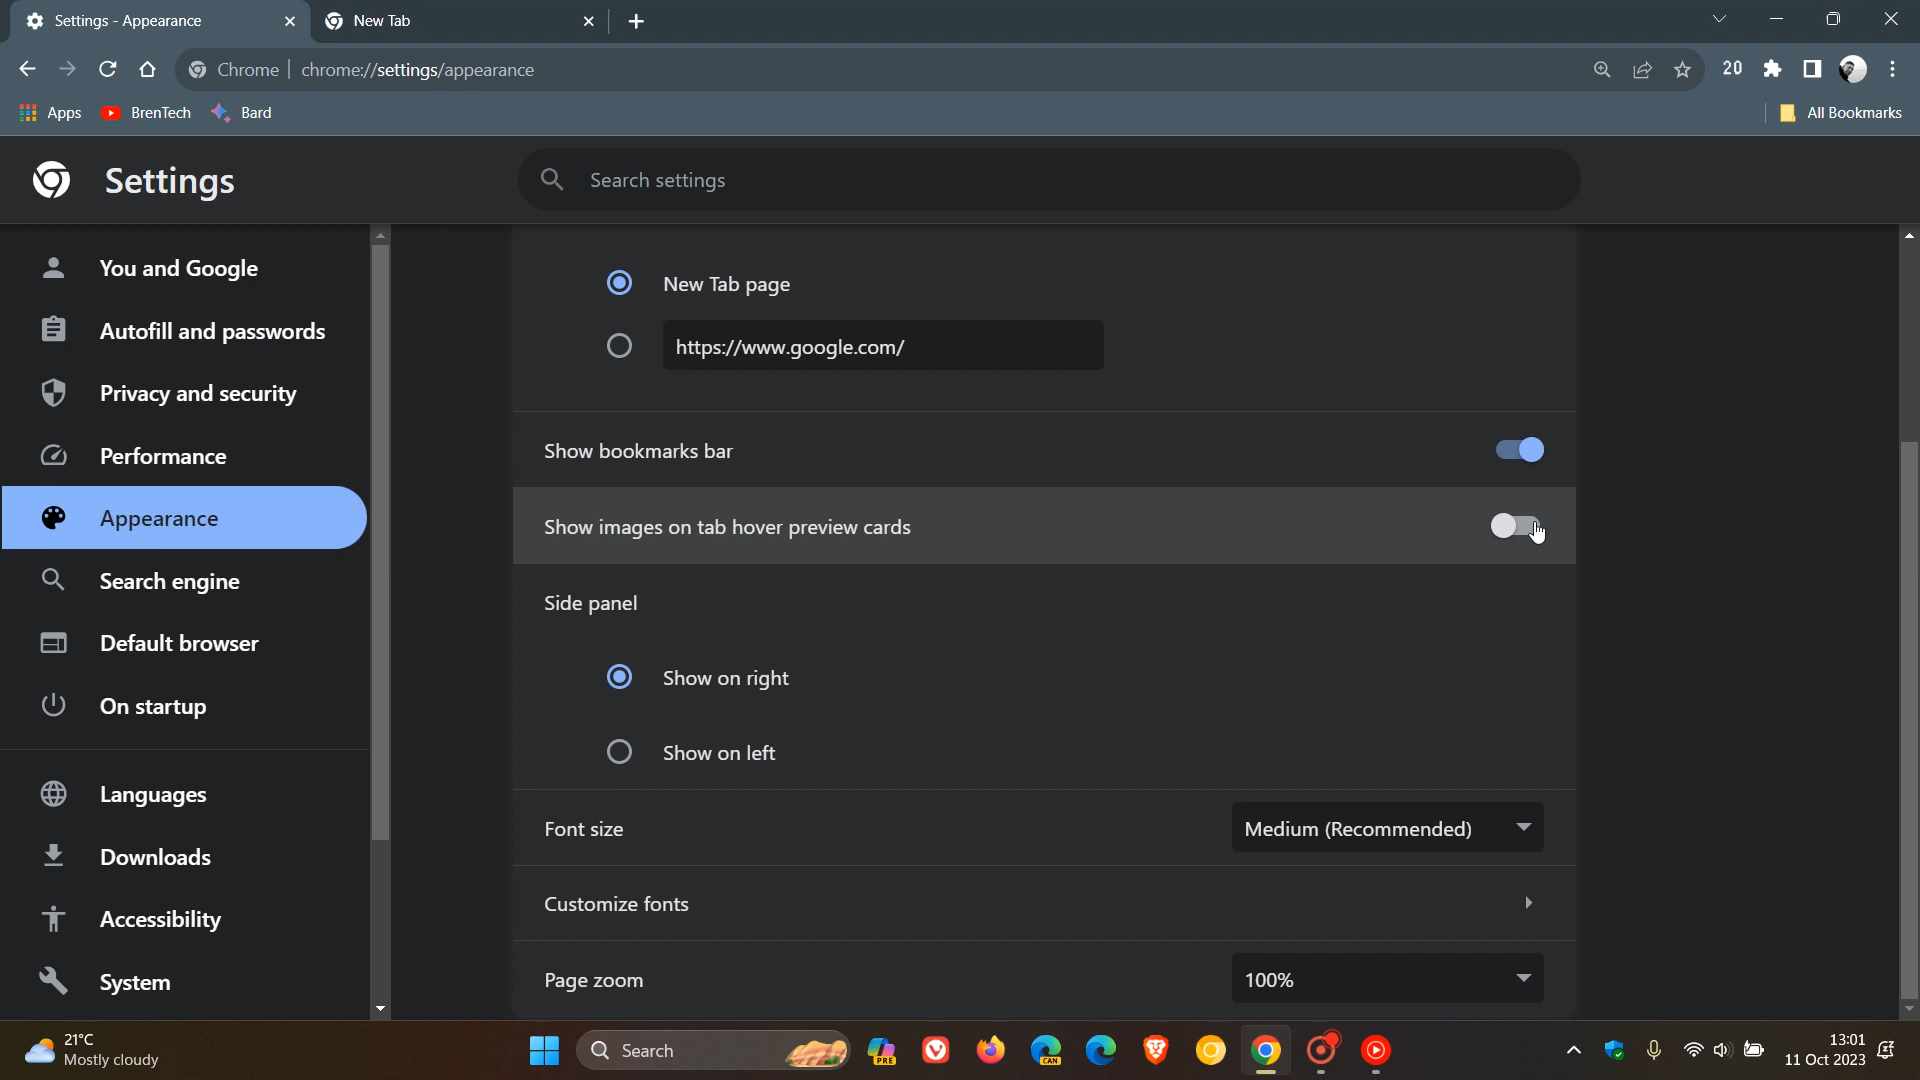 Settings - Appearance
New Tab
Chrome
chrome://settings/appearance
20
Apps
BrenTech
Bard
All Bookmarks
Settings
Search settings
You and Google
Autofill and passwords
Privacy and security
Performance
Appearance
Search engine
Default browser
On startup
Languages
Downloads
Accessibility
System
New Tab page
https://www.google.com/
Show bookmarks bar
Show images on tab hover preview cards
Side panel
Show on right
Show on left
Font size
Medium (Recommended)
Customize fonts
Page zoom
100%
21°C
Mostly cloudy
Search
PRE
CAN
13:01
11 Oct 2023